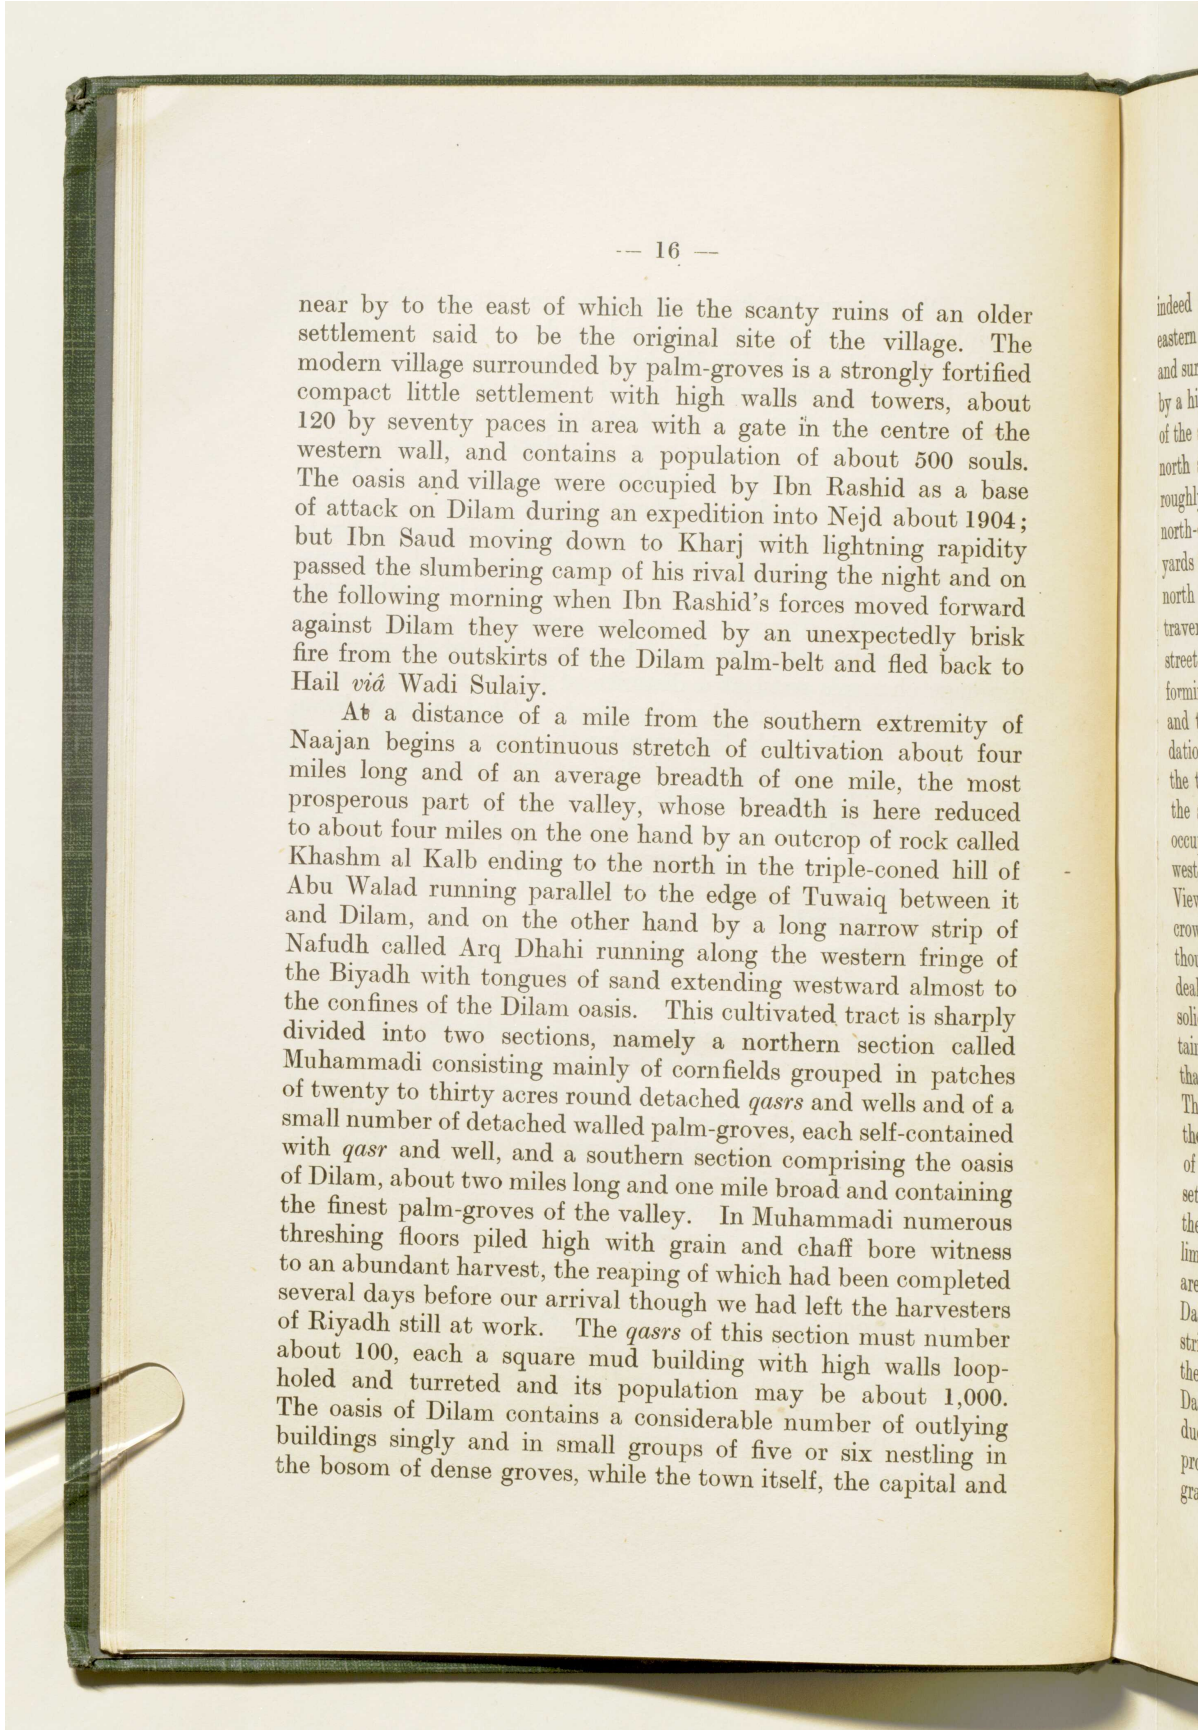 — 16 —
near by to the east of which lie the scanty ruins of an older
settlement said to be the original site of the village. The
modern village surrounded by palm-groves is a strongly fortified
compact little settlement with high walls and towers, about
120 by seventy paces in area with a gate in the centre of the
western wall, and contains a population of about 500 souls.
The oasis and village were occupied by Ibn Rashid as a base
of attack on Dilam during an expedition into Nejd about 1904;
but Ibn Saud moving down to Kharj with lightning rapidity
passed the slumbering camp of his rival during the night and on
the following morning when Ibn Rashid's forces moved forward
against Dilam they were welcomed by an unexpectedly brisk
fire from the outskirts of the Dilam palm-belt and fled back to
Hail viâ Wadi Sulaiy.
At a distance of a mile from the southern extremity of
Naajan begins a continuous stretch of cultivation about four
miles long and of an average breadth of one mile, the most
prosperous part of the valley, whose breadth is here reduced
to about four miles on the one hand by an outcrop of rock called
Khashm al Kalb ending to the north in the triple-coned hill of
Abu Walad running parallel to the edge of Tuwaiq between it
and Dilam, and on the other hand by a long narrow strip of
Nafudh called Arq Dhahi running along the western fringe of
the Biyadh with tongues of sand extending westward almost to
the confines of the Dilam oasis. This cultivated tract is sharply
divided into two sections, namely a northern section called
Muhammadi consisting mainly of cornfields grouped in patches
of twenty to thirty acres round detached qasrs and wells and of a
small number of detached walled palm-groves, each self-contained
with qasr and well, and a southern section comprising the oasis
of Dilam, about two miles long and one mile broad and containing
the finest palm-groves of the valley. In Muhammadi numerous
threshing floors piled high with grain and chaff bore witness
to an abundant harvest, the reaping of which had been completed
several days before our arrival though we had left the harvesters
of Riyadh still at work. The qasrs of this section must number
about 100, each a square mud building with high walls loop-
holed and turreted and its population may be about 1,000.
The oasis of Dilam contains a considerable number of outlying
buildings singly and in small groups of five or six nestling in
the bosom of dense groves, while the town itself, the capital and
indeed
eastern
and
by a
of the
north
north-
yards
north
street
and
the
the